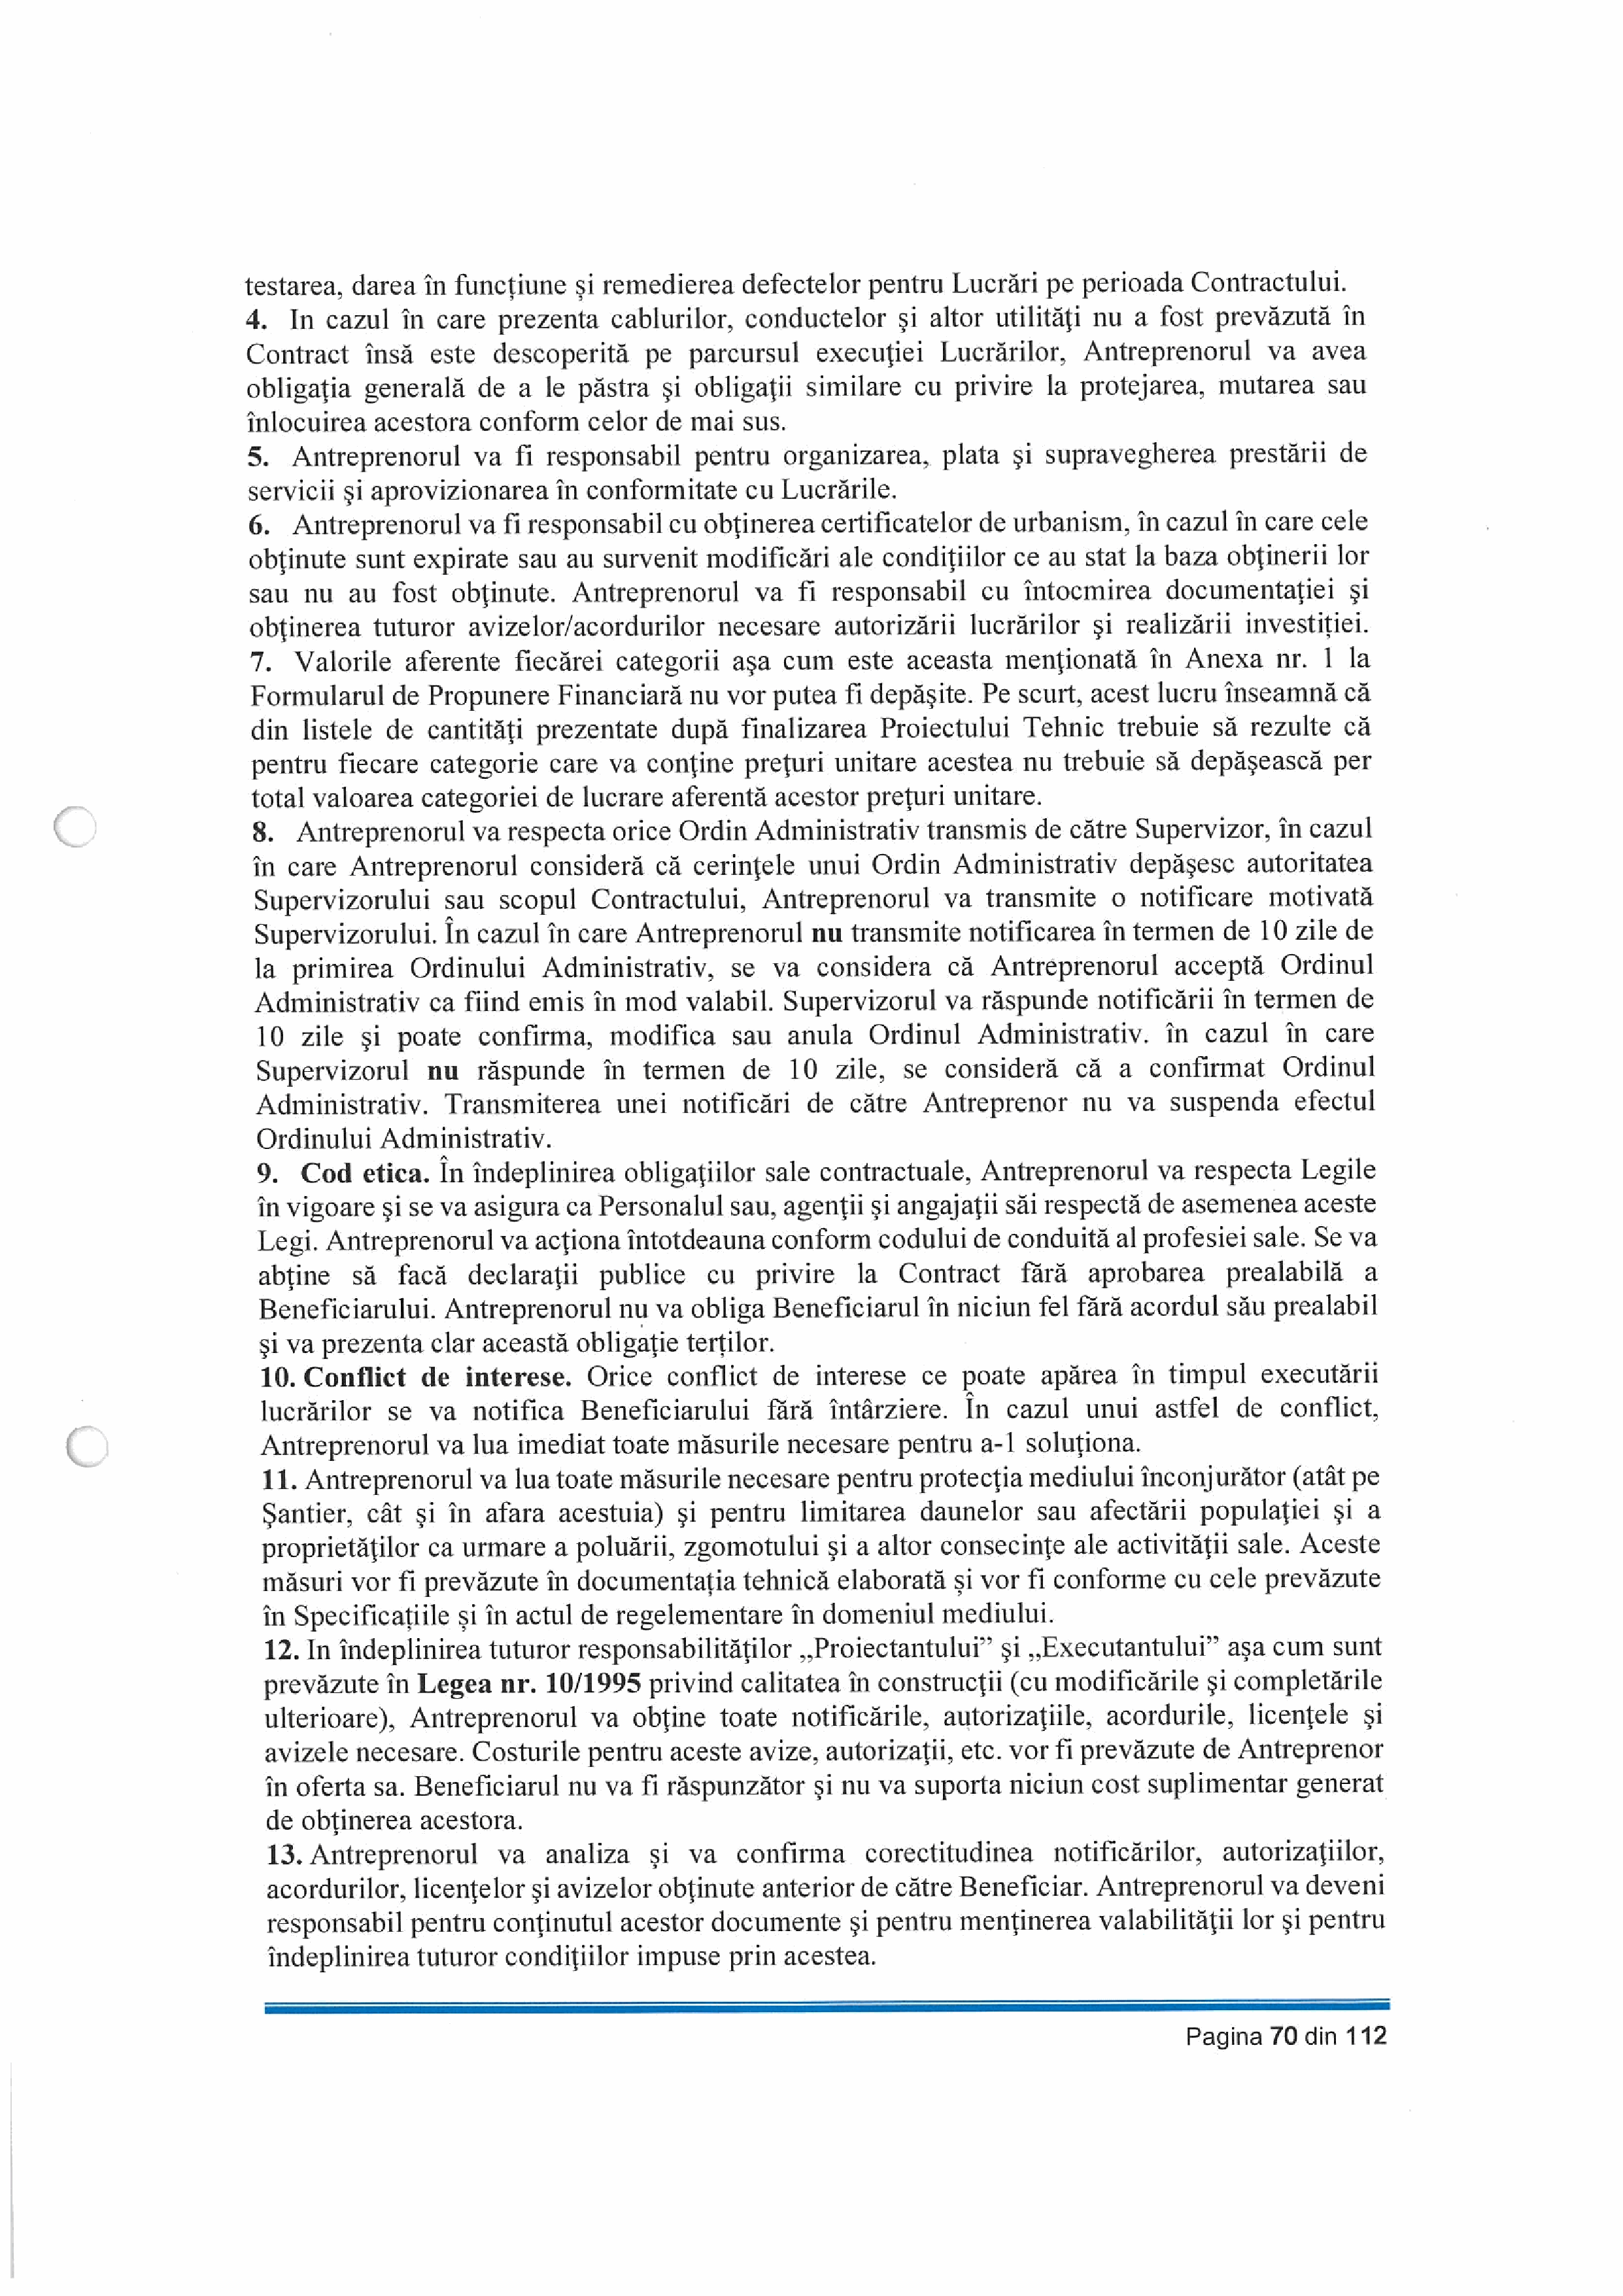 testarea, darea în funcțiune și remedierea defectelor pentru Lucrări pe perioada Contractului.
4. In cazul în care prezenta cablurilor, conductelor şi altor utilităţi nu a fost prevăzută în
Contract însă este descoperită pe parcursul execuţiei Lucrărilor, Antreprenorul va avea
obligaţia generală de a le păstra şi obligaţii similare cu privire la protejarea, mutarea sau
înlocuirea acestora conform celor de mai sus.
5. Antreprenorul va fi responsabil pentru organizarea, plata şi supravegherea prestării de
servicii şi aprovizionarea în conformitate cu Lucrările.
6. Antreprenorul va fi responsabil cu obţinerea certificatelor de urbanism, în cazul în care cele
obţinute sunt expirate sau au survenit modificări ale condiţiilor ce au stat la baza obţinerii lor
sau nu au fost obţinute. Antreprenorul va fi responsabil cu întocmirea documentaţiei şi
obţinerea tuturor avizelor/acordurilor necesare autorizării lucrărilor şi realizării investiției.
7. Valorile aferente fiecărei categorii aşa cum este aceasta menţionată în Anexa nr. 1 la
Formularul de Propunere Financiară nu vor putea fi depăşite. Pe scurt, acest lucru înseamnă că
din listele de cantităţi prezentate după finalizarea Proiectului Tehnic trebuie să rezulte că
pentru fiecare categorie care va conţine preţuri unitare acestea nu trebuie să depăşească per
total valoarea categoriei de lucrare aferentă acestor preţuri unitare.
8. Antreprenorul va respecta orice Ordin Administrativ transmis de către Supervizor, în cazul
în care Antreprenorul consideră că cerinţele unui Ordin Administrativ depăşesc autoritatea
Supervizorului sau scopul Contractului, Antreprenorul va transmite o notificare motivată
Supervizorului. În cazul în care Antreprenorul nu transmite notificarea în termen de 10 zile de
la primirea Ordinului Administrativ, se va considera că Antreprenorul acceptă Ordinul
Administrativ ca fiind emis în mod valabil. Supervizorul va răspunde notificării în termen de
10 zile şi poate confirma, modifica sau anula Ordinul Administrativ. în cazul în care
Supervizorul nu răspunde în termen de 10 zile, se consideră că a confirmat Ordinul
Administrativ. Transmiterea unei notificări de către Antreprenor nu va suspenda efectul
Ordinului Administrativ.
9. Cod etica. În îndeplinirea obligaţiilor sale contractuale, Antreprenorul va respecta Legile
în vigoare şi se va asigura ca Personalul sau, agenţii şi angajaţii săi respectă de asemenea aceste
Legi. Antreprenorul va acţiona întotdeauna conform codului de conduită al profesiei sale. Se va
abţine să facă declaraţii publice cu privire la Contract fără aprobarea prealabilă a
Beneficiarului. Antreprenorul nu va obliga Beneficiarul în niciun fel fără acordul său prealabil
şi va prezenta clar această obligație terților.
10. Conflict de interese. Orice conflict de interese ce poate apărea în timpul executării
lucrărilor se va notifica Beneficiarului fără întârziere. În cazul unui astfel de conflict,
Antreprenorul va lua imediat toate măsurile necesare pentru a-1 soluționa.
11. Antreprenorul va lua toate măsurile necesare pentru protecţia mediului înconjurător (atât pe
Şantier, cât şi în afara acestuia) şi pentru limitarea daunelor sau afectării populaţiei şi a
proprietăţilor ca urmare a poluării, zgomotului şi a altor consecinţe ale activităţii sale. Aceste
măsuri vor fi prevăzute în documentația tehnică elaborată și vor fi conforme cu cele prevăzute
în Specificațiile și în actul de regelementare în domeniul mediului.
12. In îndeplinirea tuturor responsabilităţilor „Proiectantului” şi „Executantului” aşa cum sunt
prevăzute în Legea nr. 10/1995 privind calitatea în construcţii (cu modificările şi completările
ulterioare), Antreprenorul va obţine toate notificările, autorizaţiile, acordurile, licenţele şi
avizele necesare. Costurile pentru aceste avize, autorizaţii, etc. vor fi prevăzute de Antreprenor
în oferta sa. Beneficiarul nu va fi răspunzător şi nu va suporta niciun cost suplimentar generat
de obţinerea acestora.
13. Antreprenorul va analiza şi va confirma corectitudinea notificărilor, autorizaţiilor,
acordurilor, licenţelor şi avizelor obţinute anterior de către Beneficiar. Antreprenorul va deveni
responsabil pentru conţinutul acestor documente şi pentru menţinerea valabilităţii lor şi pentru
îndeplinirea tuturor condiţiilor impuse prin acestea.
Pagina 70 din 112